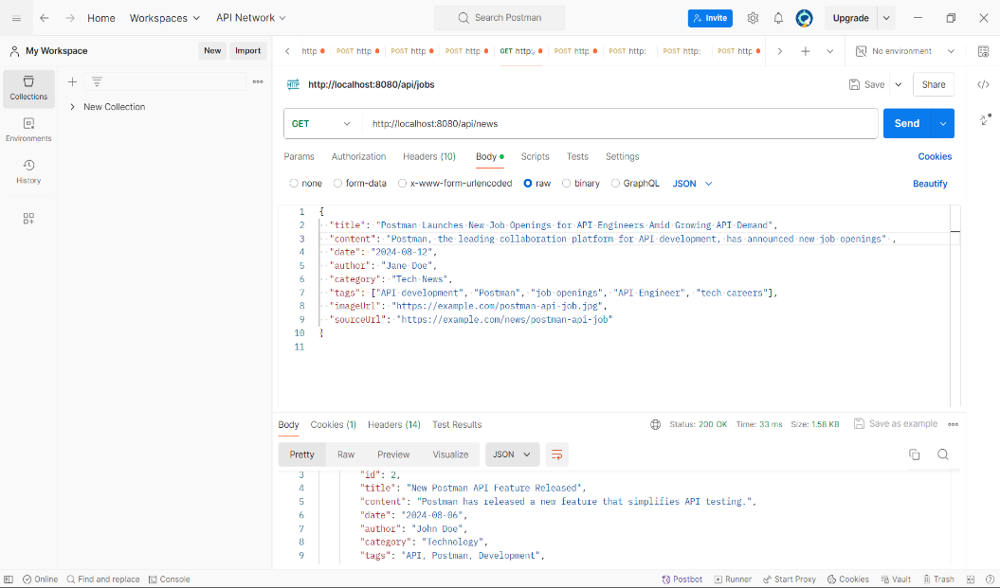 Home Workspaces API Network Search Postman Invite Upgrade
My Workspace New Import http POST http POST http POST http GET http: POST http POST http: POST http: POST http No environment
Collections
Environments
History
New Collection
HTTP http://localhost:8080/api/jobs Save Share
GET http://localhost:8080/api/news Send
Params Authorization Headers (10) Body Scripts Tests Settings Cookies
none form-data x-www-form-urlencoded raw binary GraphQL JSON Beautify
1 {
2 "title": "Postman Launches New Job Openings for API Engineers Amid Growing API Demand",
3 "content": "Postman, the leading collaboration platform for API development, has announced new job openings" ,
4 "date": "2024-08-12",
5 "author": "Jane Doe",
6 "category": "Tech News",
7 "tags": ["API development", "Postman", "job openings", "API Engineer", "tech careers"],
8 "imageUrl": "https://example.com/postman-api-job.jpg",
9 "sourceUrl": "https://example.com/news/postman-api-job"
10 }
11
Body Cookies (1) Headers (14) Test Results Status: 200 OK Time: 33 ms Size: 1.58 KB Save as example
Pretty Raw Preview Visualize JSON
3 "id": 2,
4 "title": "New Postman API Feature Released",
5 "content": "Postman has released a new feature that simplifies API testing.",
6 "date": "2024-08-06",
7 "author": "John Doe",
8 "category": "Technology",
9 "tags": "API, Postman, Development",
Online Find and replace Console Postbot Runner Start Proxy Cookies Vault Trash